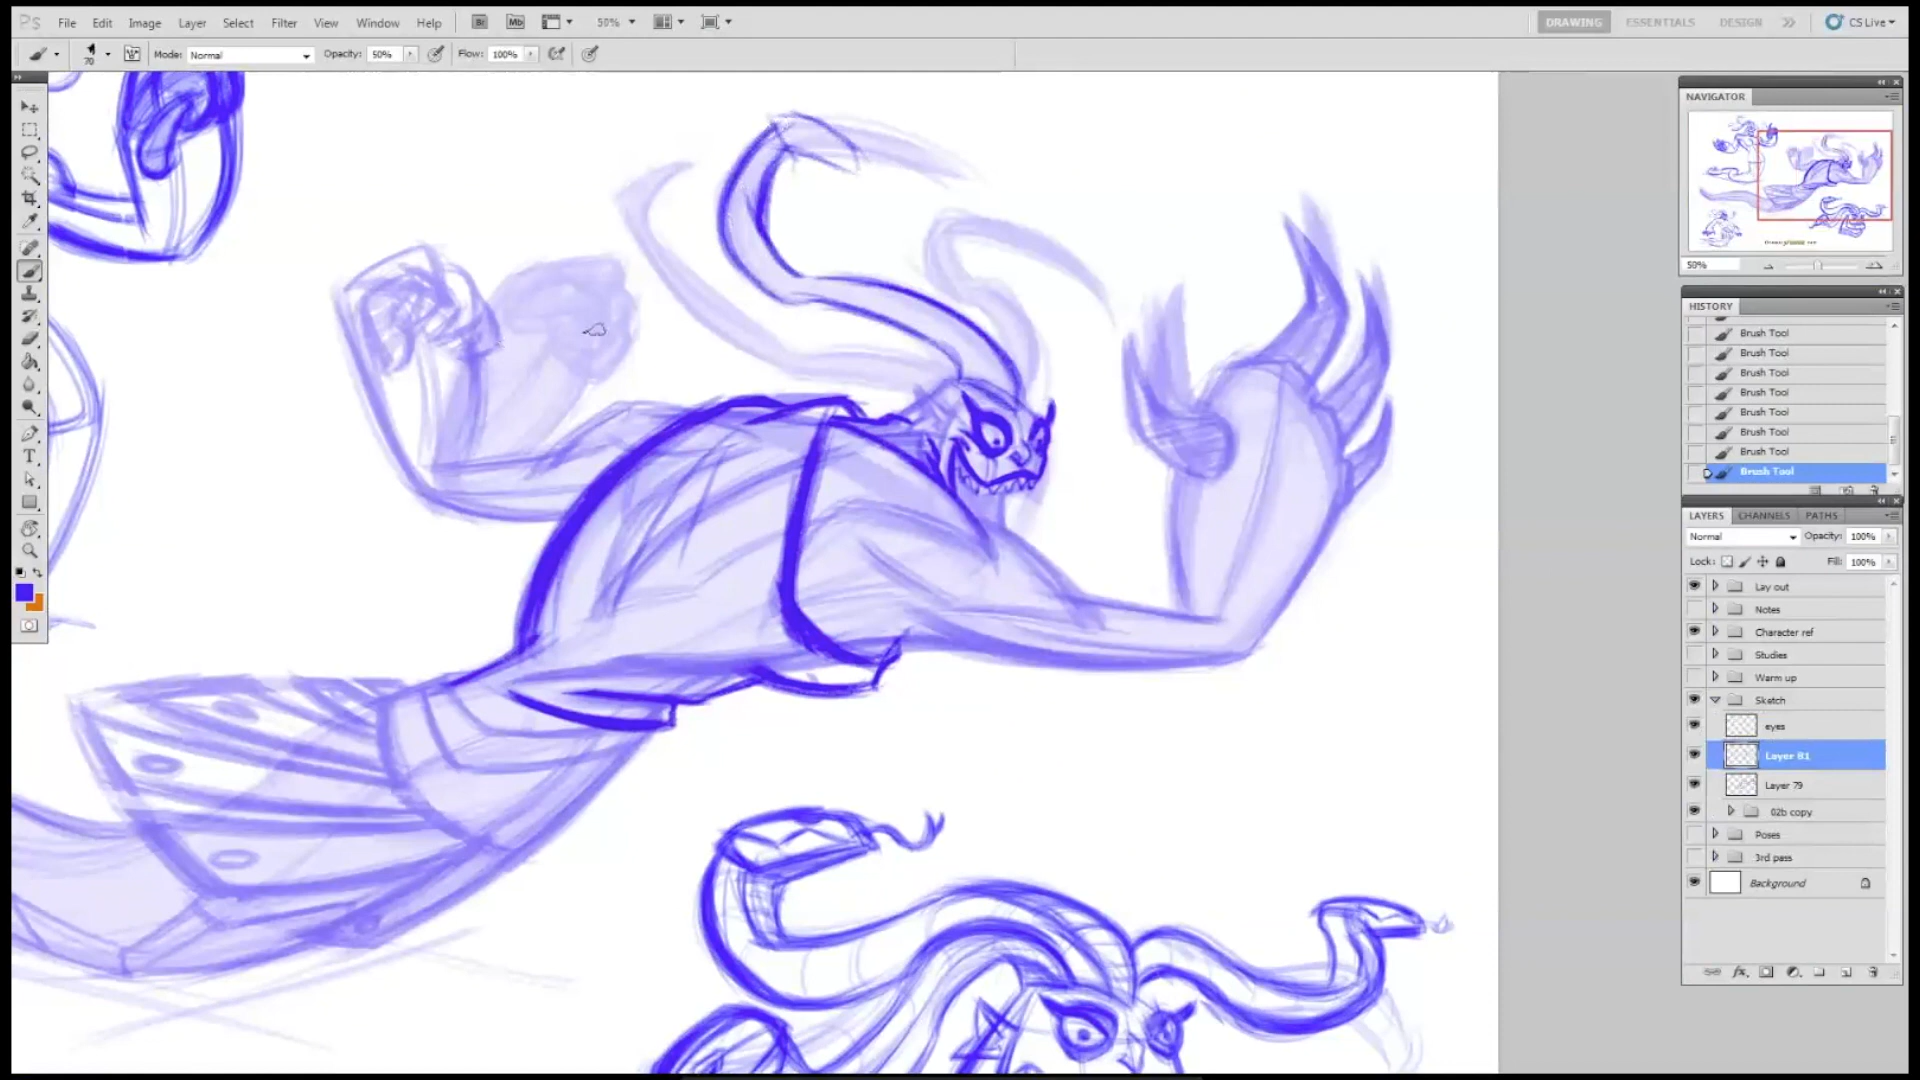 Ps File Edit Image Layer Select Filter View Window Help Br Mb 50% DRAWING ESSENTIALS DESIGN CS Live
70 Mode: Normal Opacity: 50% Flow: 100%
NAVIGATOR
50%
HISTORY
Brush Tool
Brush Tool
Brush Tool
Brush Tool
Brush Tool
Brush Tool
Brush Tool
Brush Tool
LAYERS CHANNELS PATHS
Normal Opacity: 100%
Lock: Fill: 100%
Lay out
Notes
Character ref
Studies
Warm up
Sketch
eyes
Layer 81
Layer 79
02b copy
Poses
3rd pass
Background